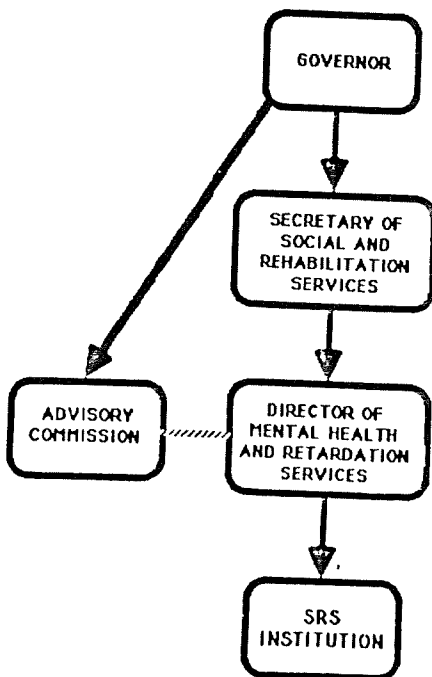 GOVERNOR
SECRETARY OF
SOCIAL AND
REHABILITATION
SERVICES
ADVISORY
COMMISSION
DIRECTOR OF
MENTAL HEALTH
AND RETARDATION
SERVICES
SRS
INSTITUTION